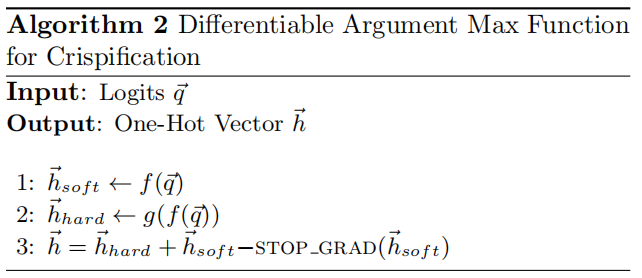 Algorithm 2 Differentiable Argument Max Function
for Crispification
Input: Logits $\vec{q}$
Output: One-Hot Vector $\vec{h}$
1: $\vec{h}_{soft} \leftarrow f(\vec{q})$
2: $\vec{h}_{hard} \leftarrow g(f(\vec{q}))$
3: $\vec{h} = \vec{h}_{hard} + \vec{h}_{soft} - \text{STOP\_GRAD}(\vec{h}_{soft})$